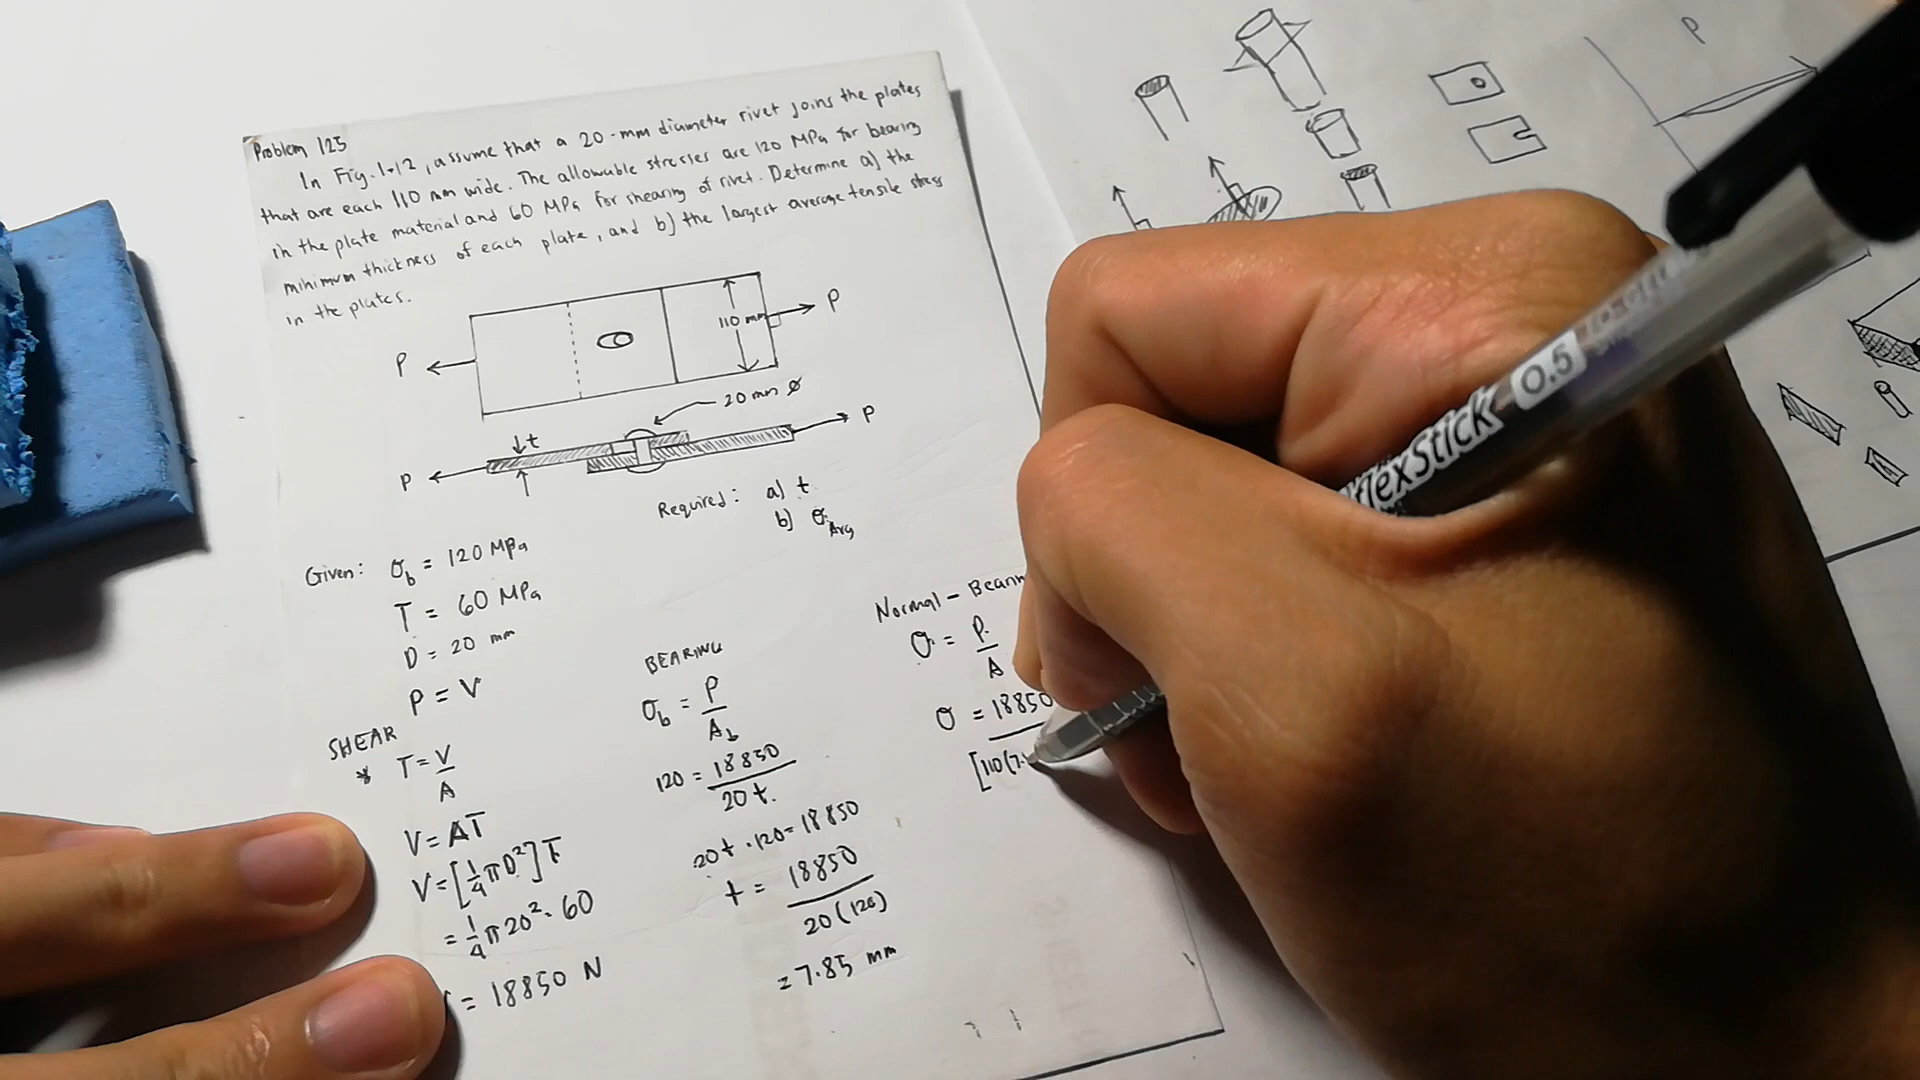 Problem 125
In Fig. 1-12, assume that a 20-mm diameter rivet joins the plates
that are each 110 mm wide. The allowable stresses are 120 MPa for bearing
in the plate material and 60 MPa for shearing of rivet. Determine a) the
minimum thickness of each plate, and b) the largest average tensile stress
in the plates.
P
110 mm
P
20 mm ø
t
P
P
Required: a) t
b) σAvg
Given: σb = 120 MPa
T = 60 MPa
D = 20 mm
P = V
SHEAR
* T = V/A
V = AT
V = [1/4 π D²] T
= 1/4 π 20² · 60
= 18850 N
BEARING
σb = P/Ab
120 = 18850/20t.
20t · 120 = 18850
t = 18850/20(120)
= 7.85 mm
Normal - Bearin
σ = P/A
σ = 18850
[110(7.
P
FlexStick 0.5